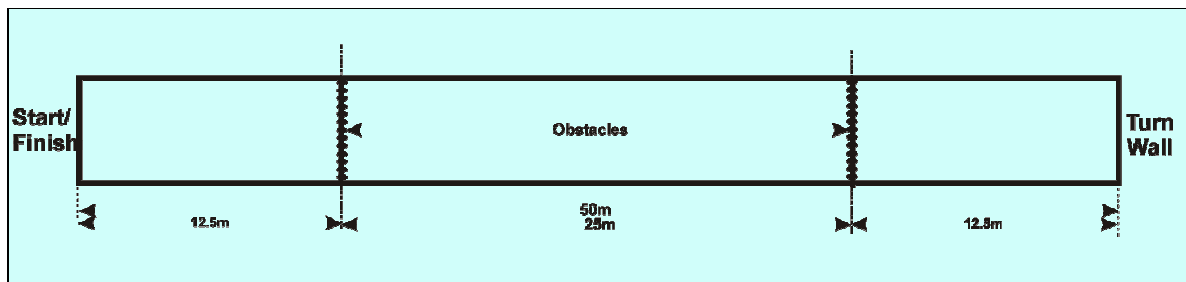 Start/
Finish
Obstacles
Turn
Wall
50m
12.5m
25m
12.5m